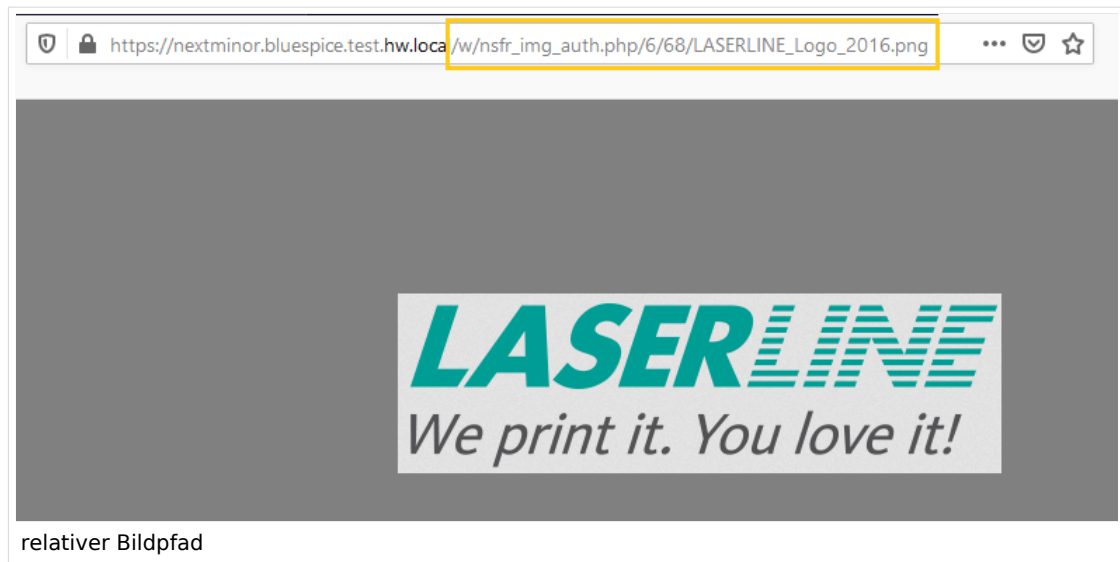 https://nextminor.bluespice.test.hw.loca/w/nsfr_img_auth.php/6/68/LASERLINE_Logo_2016.png
LASERLINE
We print it. You love it!
relativer Bildpfad